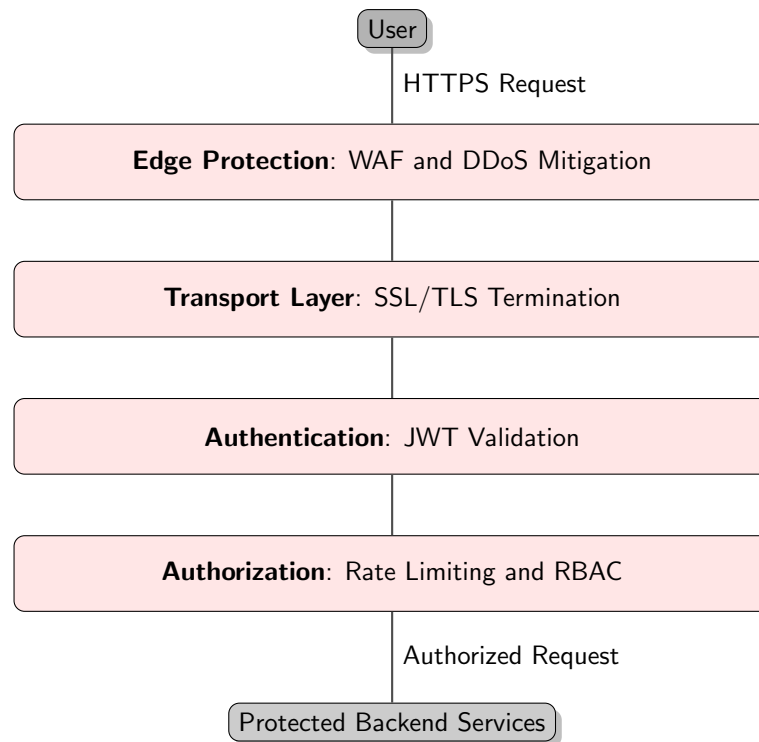 User
HTTPS Request
Edge Protection: WAF and DDoS Mitigation
Transport Layer: SSL/TLS Termination
Authentication: JWT Validation
Authorization: Rate Limiting and RBAC
Authorized Request
Protected Backend Services